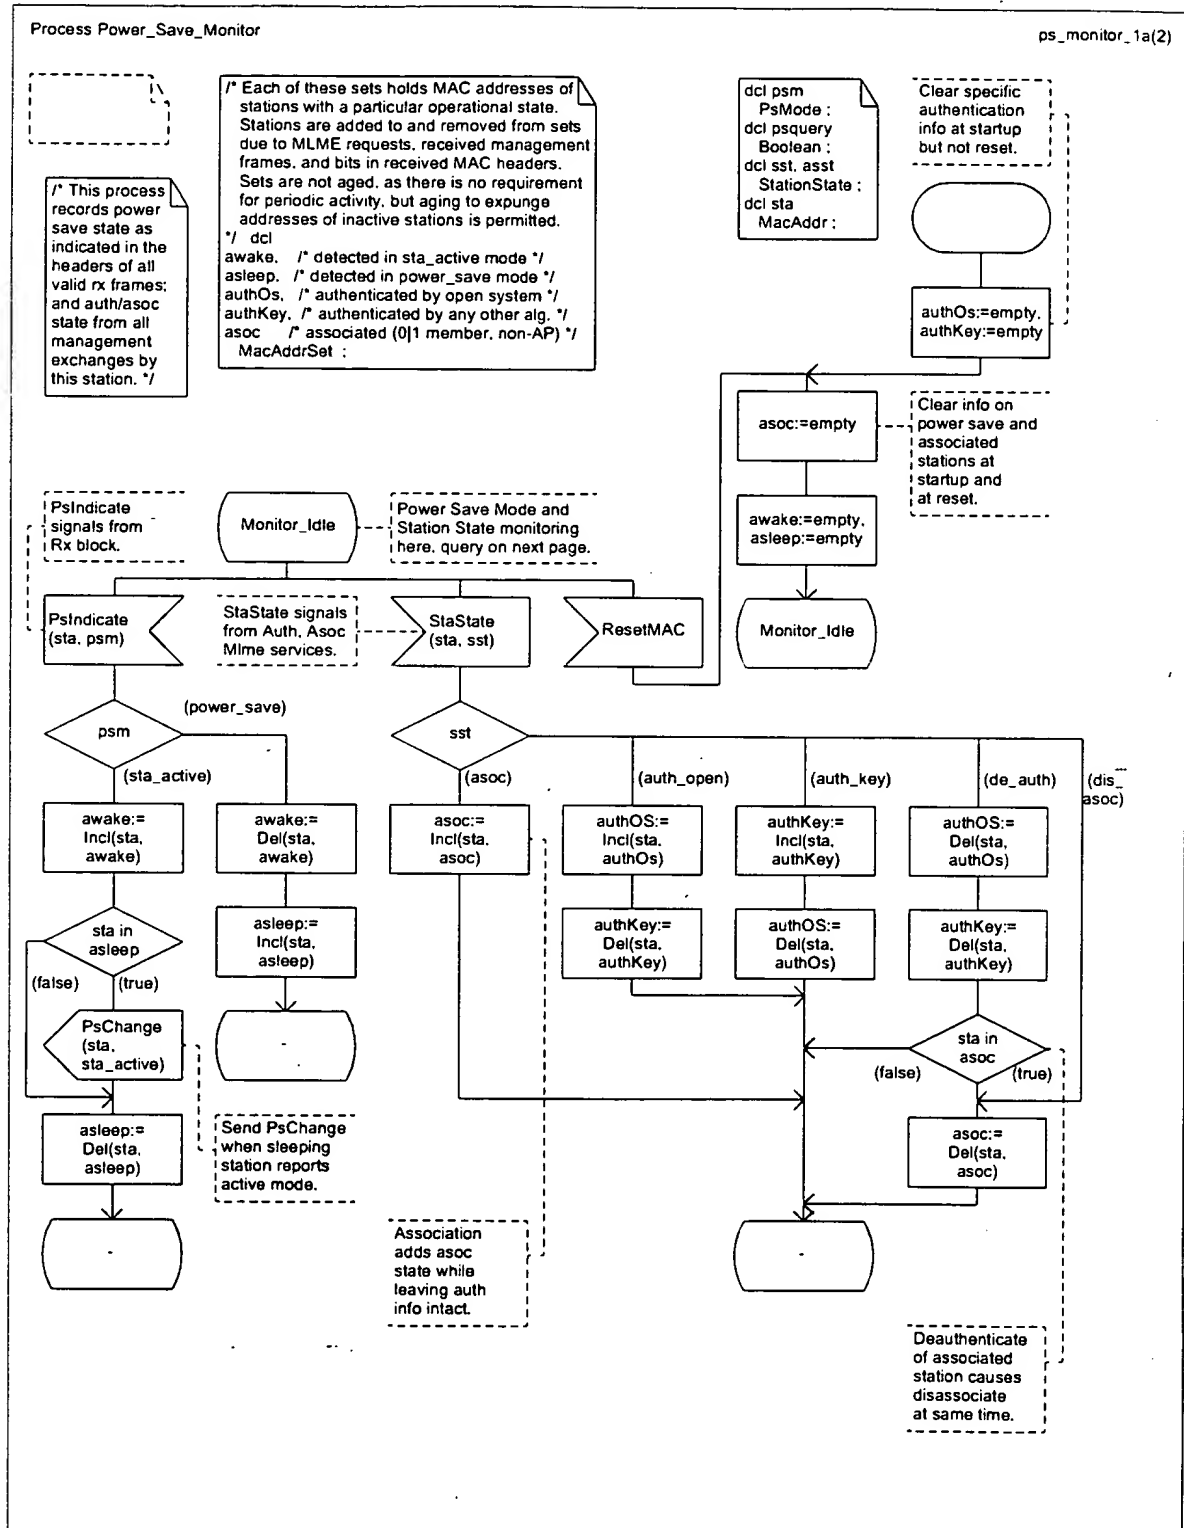 Process Power_Save_Monitor
ps_monitor_1a(2)
/* This process
records power
save state as
indicated in the
headers of all
valid rx frames;
and auth/asoc
state from all
management
exchanges by
this station. */
/* Each of these sets holds MAC addresses of
stations with a particular operational state.
Stations are added to and removed from sets
due to MLME requests, received management
frames, and bits in received MAC headers.
Sets are not aged, as there is no requirement
for periodic activity, but aging to expunge
addresses of inactive stations is permitted.
*/ dcl
awake, /* detected in sta_active mode */
asleep, /* detected in power_save mode */
authOs, /* authenticated by open system */
authKey, /* authenticated by any other alg. */
asoc /* associated (0|1 member, non-AP) */
MacAddrSet ;
dcl psm
PsMode ;
dcl psquery
Boolean ;
dcl sst, asst
StationState ;
dcl sta
MacAddr ;
Clear specific
authentication
info at startup
but not reset.
authOs:=empty,
authKey:=empty
asoc:=empty
Clear info on
power save and
associated
stations at
startup and
at reset.
awake:=empty,
asleep:=empty
Monitor_Idle
PsIndicate
signals from
Rx block.
Monitor_Idle
Power Save Mode and
Station State monitoring
here, query on next page.
PsIndicate
(sta, psm)
StaState signals
from Auth, Asoc
Mlme services.
StaState
(sta, sst)
ResetMAC
psm
(power_save)
(sta_active)
awake:=
Incl(sta,
awake)
awake:=
Del(sta,
awake)
sta in
asleep
(false)
(true)
asleep:=
Incl(sta,
asleep)
-
PsChange
(sta,
sta_active)
asleep:=
Del(sta,
asleep)
Send PsChange
when sleeping
station reports
active mode.
-
sst
(asoc)
(auth_open)
(auth_key)
(de_auth)
(dis_
asoc)
asoc:=
Incl(sta,
asoc)
authOS:=
Incl(sta,
authOs)
authKey:=
Incl(sta,
authKey)
authOS:=
Del(sta,
authOs)
authKey:=
Del(sta,
authKey)
authOS:=
Del(sta,
authOs)
authKey:=
Del(sta,
authKey)
sta in
asoc
(false)
(true)
asoc:=
Del(sta,
asoc)
-
Association
adds asoc
state while
leaving auth
info intact.
Deauthenticate
of associated
station causes
disassociate
at same time.